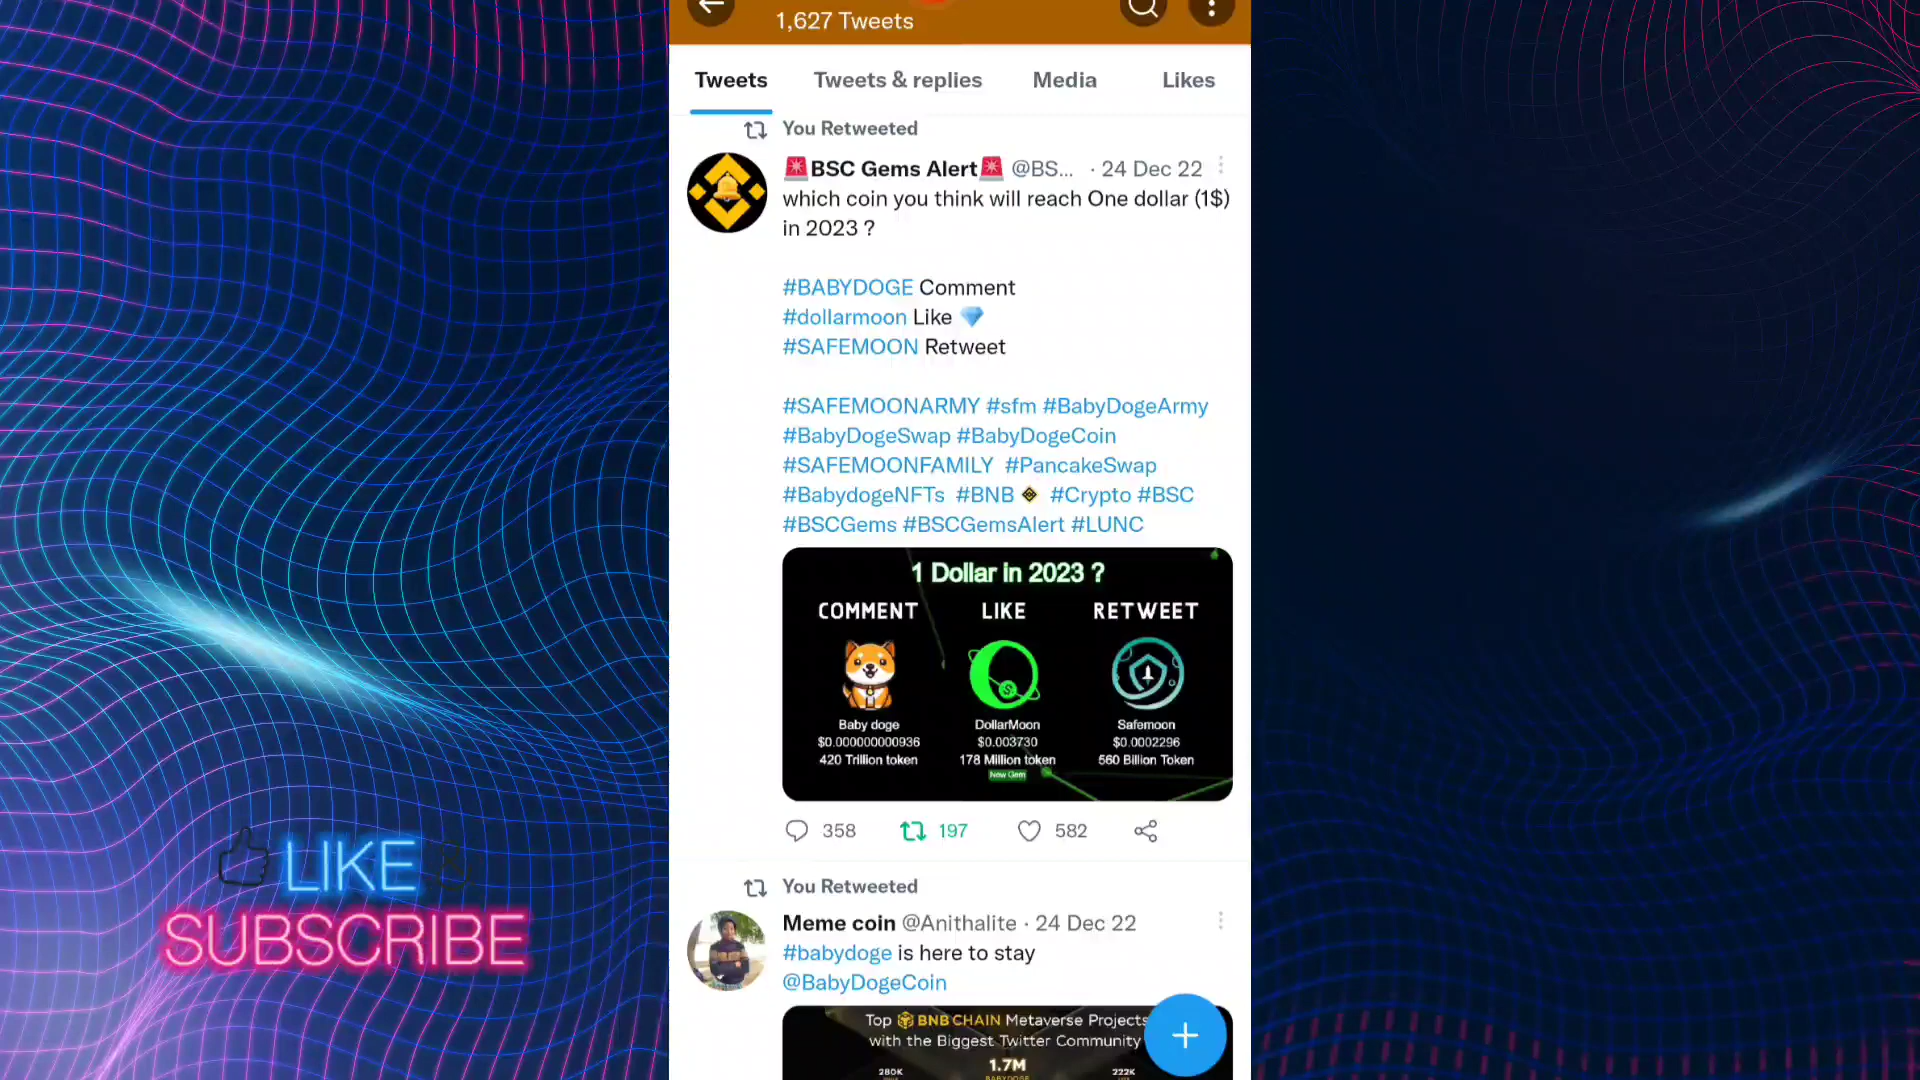 1,627 Tweets
Tweets Tweets & replies Media Likes
You Retweeted
🚨BSC Gems Alert🚨 @BS... · 24 Dec 22
which coin you think will reach One dollar (1$)
in 2023 ?
#BABYDOGE Comment
#dollarmoon Like 💎
#SAFEMOON Retweet
#SAFEMOONARMY #sfm #BabyDogeArmy
#BabyDogeSwap #BabyDogeCoin
#SAFEMOONFAMILY #PancakeSwap
#BabydogeNFTs #BNB #Crypto #BSC
#BSCGems #BSCGemsAlert #LUNC
1 Dollar in 2023 ?
COMMENT LIKE RETWEET
Baby doge DollarMoon Safemoon
$0.000000000936 $0.003730 $0.0002296
420 Trillion token 178 Million token 560 Billion Token
New Gem
358 197 582
You Retweeted
Meme coin @Anithalite · 24 Dec 22
#babydoge is here to stay
@BabyDogeCoin
Top BNB CHAIN Metaverse Projects
with the Biggest Twitter Community
1.7M
280K 222K
BABYDOGE
LIKE
SUBSCRIBE